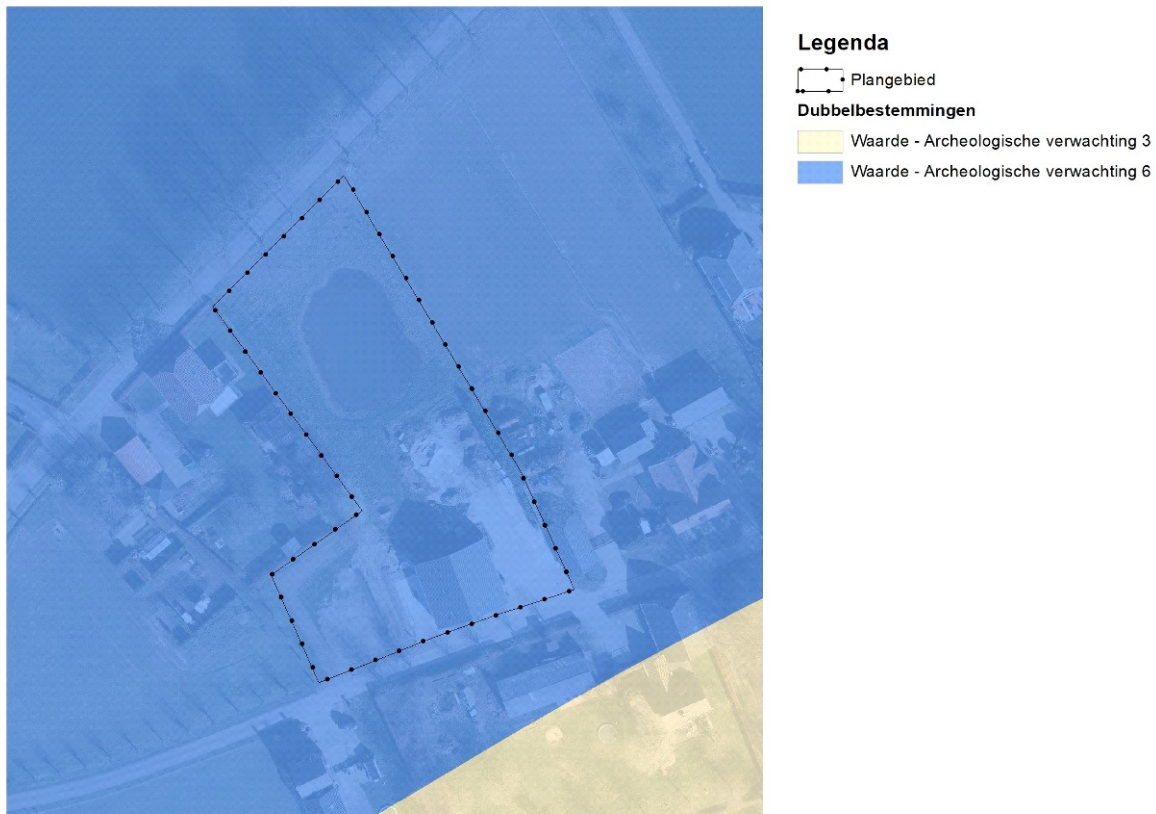 Legenda
Plangebied
Dubbelbestemmingen
Waarde - Archeologische verwachting 3
Waarde - Archeologische verwachting 6